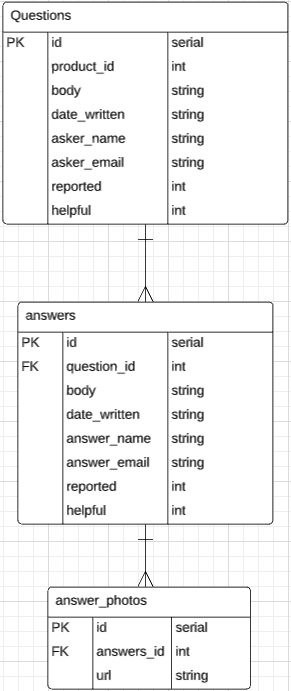 Questions
PK id serial
product_id int
body string
date_written string
asker_name string
asker_email string
reported int
helpful int
answers
PK id serial
FK question_id int
body string
date_written string
answer_name string
answer_email string
reported int
helpful int
answer_photos
PK id serial
FK answers_id int
url string